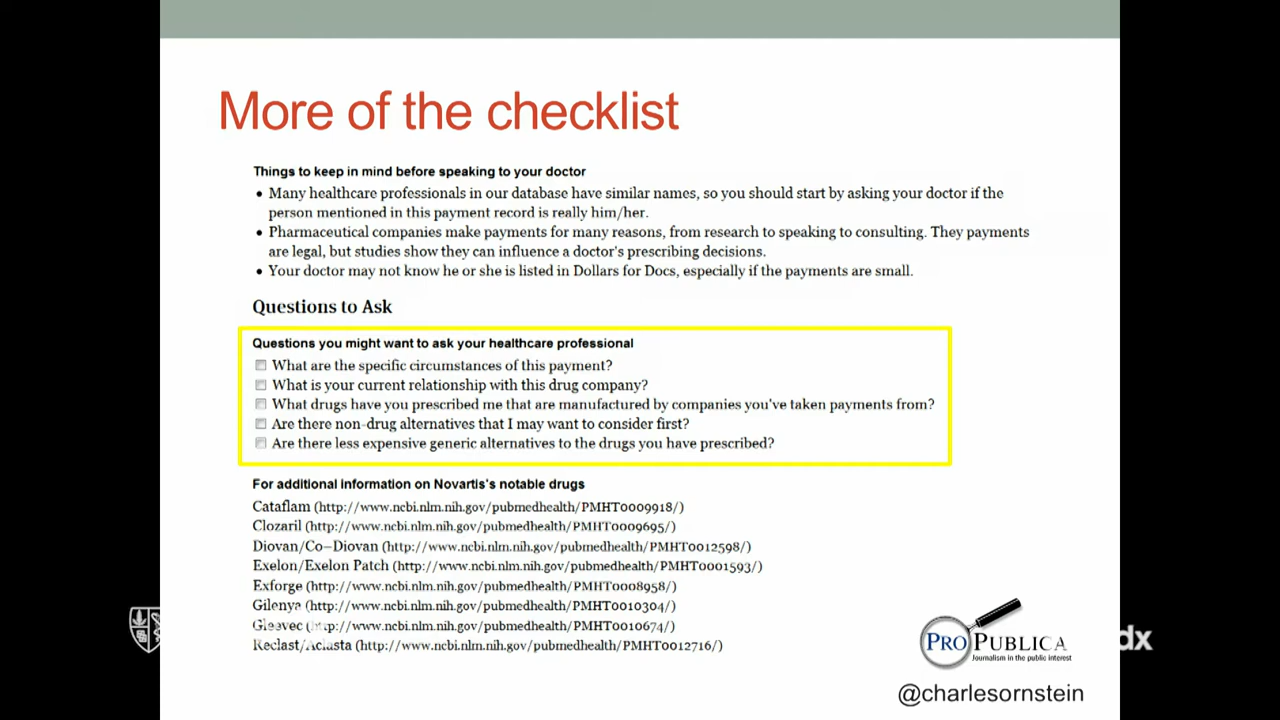 More of the checklist
Things to keep in mind before speaking to your doctor
• Many healthcare professionals in our database have similar names, so you should start by asking your doctor if the
person mentioned in this payment record is really him/her.
• Pharmaceutical companies make payments for many reasons, from research to speaking to consulting. They payments
are legal, but studies show they can influence a doctor's prescribing decisions.
• Your doctor may not know he or she is listed in Dollars for Docs, especially if the payments are small.
Questions to Ask
Questions you might want to ask your healthcare professional
What are the specific circumstances of this payment?
What is your current relationship with this drug company?
What drugs have you prescribed me that are manufactured by companies you've taken payments from?
Are there non-drug alternatives that I may want to consider first?
Are there less expensive generic alternatives to the drugs you have prescribed?
For additional information on Novartis's notable drugs
Cataflam (http://www.ncbi.nlm.nih.gov/pubmedhealth/PMHT0009918/)
Clozaril (http://www.ncbi.nlm.nih.gov/pubmedhealth/PMHT0009695/)
Diovan/Co-Diovan (http://www.ncbi.nlm.nih.gov/pubmedhealth/PMHT0012598/)
Exelon/Exelon Patch (http://www.ncbi.nlm.nih.gov/pubmedhealth/PMHT0001593/)
Exforge (http://www.ncbi.nlm.nih.gov/pubmedhealth/PMHT0008958/)
Gilenya (http://www.ncbi.nlm.nih.gov/pubmedhealth/PMHT0010304/)
Gleevec (http://www.ncbi.nlm.nih.gov/pubmedhealth/PMHT0010674/)
Reclast/Aclasta (http://www.ncbi.nlm.nih.gov/pubmedhealth/PMHT0012716/)
PROPUBLICA
Journalism in the public interest
dx
@charlesornstein